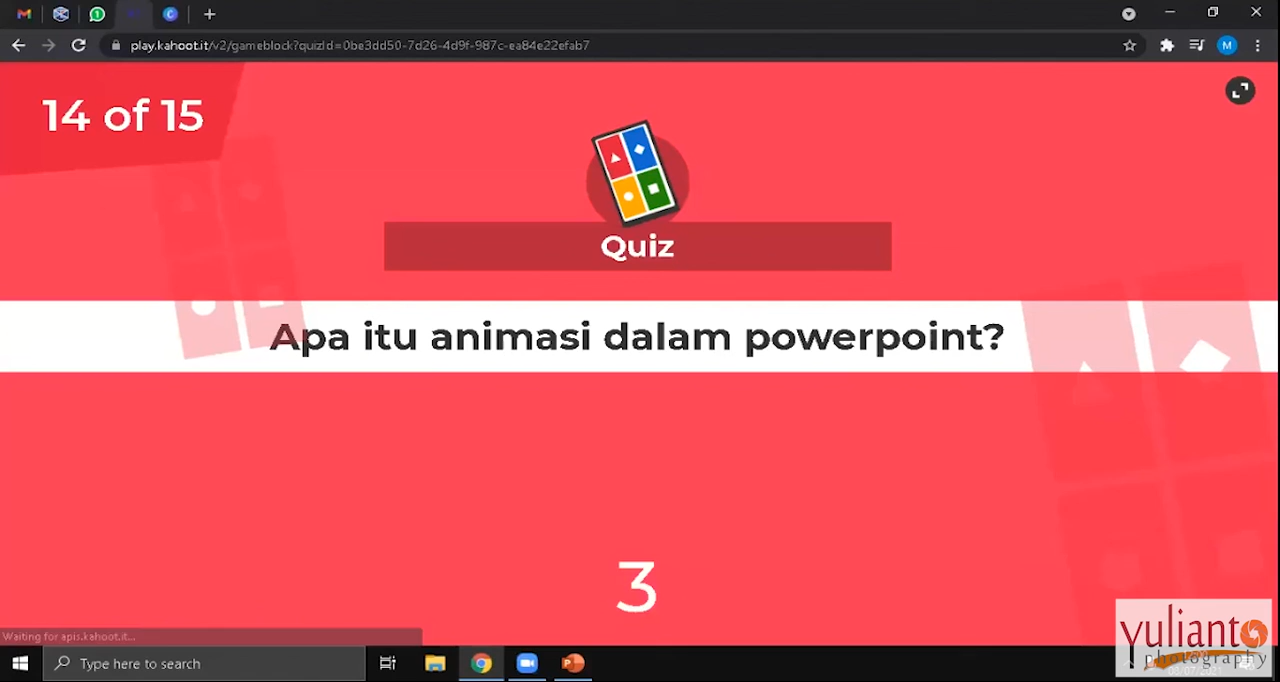 play.kahoot.it/v2/gameblock?quizId=0be3dd50-7d26-4d9f-987c-ea84e22efab7
M
14 of 15
Quiz
Apa itu animasi dalam powerpoint?
3
Waiting for apis.kahoot.it...
Type here to search
yulianto
photography